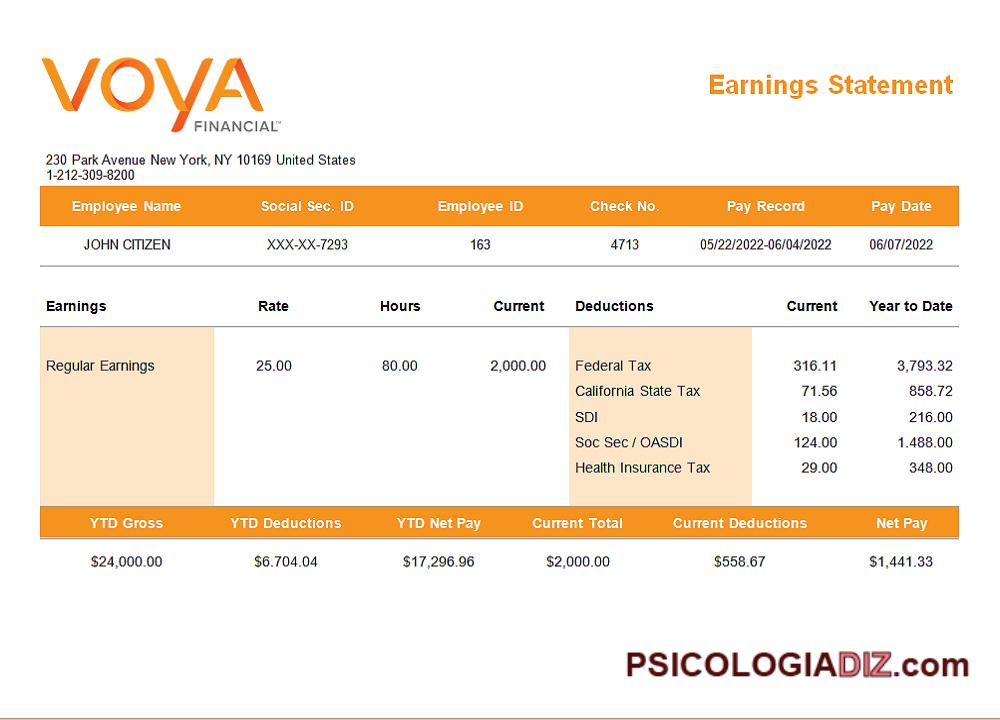 VOYA
FINANCIAL™
Earnings Statement
230 Park Avenue New York, NY 10169 United States
1-212-309-8200
Employee Name Social Sec. ID Employee ID Check No. Pay Record Pay Date
JOHN CITIZEN XXX-XX-7293 163 4713 05/22/2022-06/04/2022 06/07/2022
Earnings Rate Hours Current Deductions Current Year to Date
Regular Earnings 25.00 80.00 2,000.00 Federal Tax 316.11 3,793.32
California State Tax 71.56 858.72
SDI 18.00 216.00
Soc Sec / OASDI 124.00 1.488.00
Health Insurance Tax 29.00 348.00
YTD Gross YTD Deductions YTD Net Pay Current Total Current Deductions Net Pay
$24,000.00 $6.704.04 $17,296.96 $2,000.00 $558.67 $1,441.33
PSICOLOGIADIZ.com